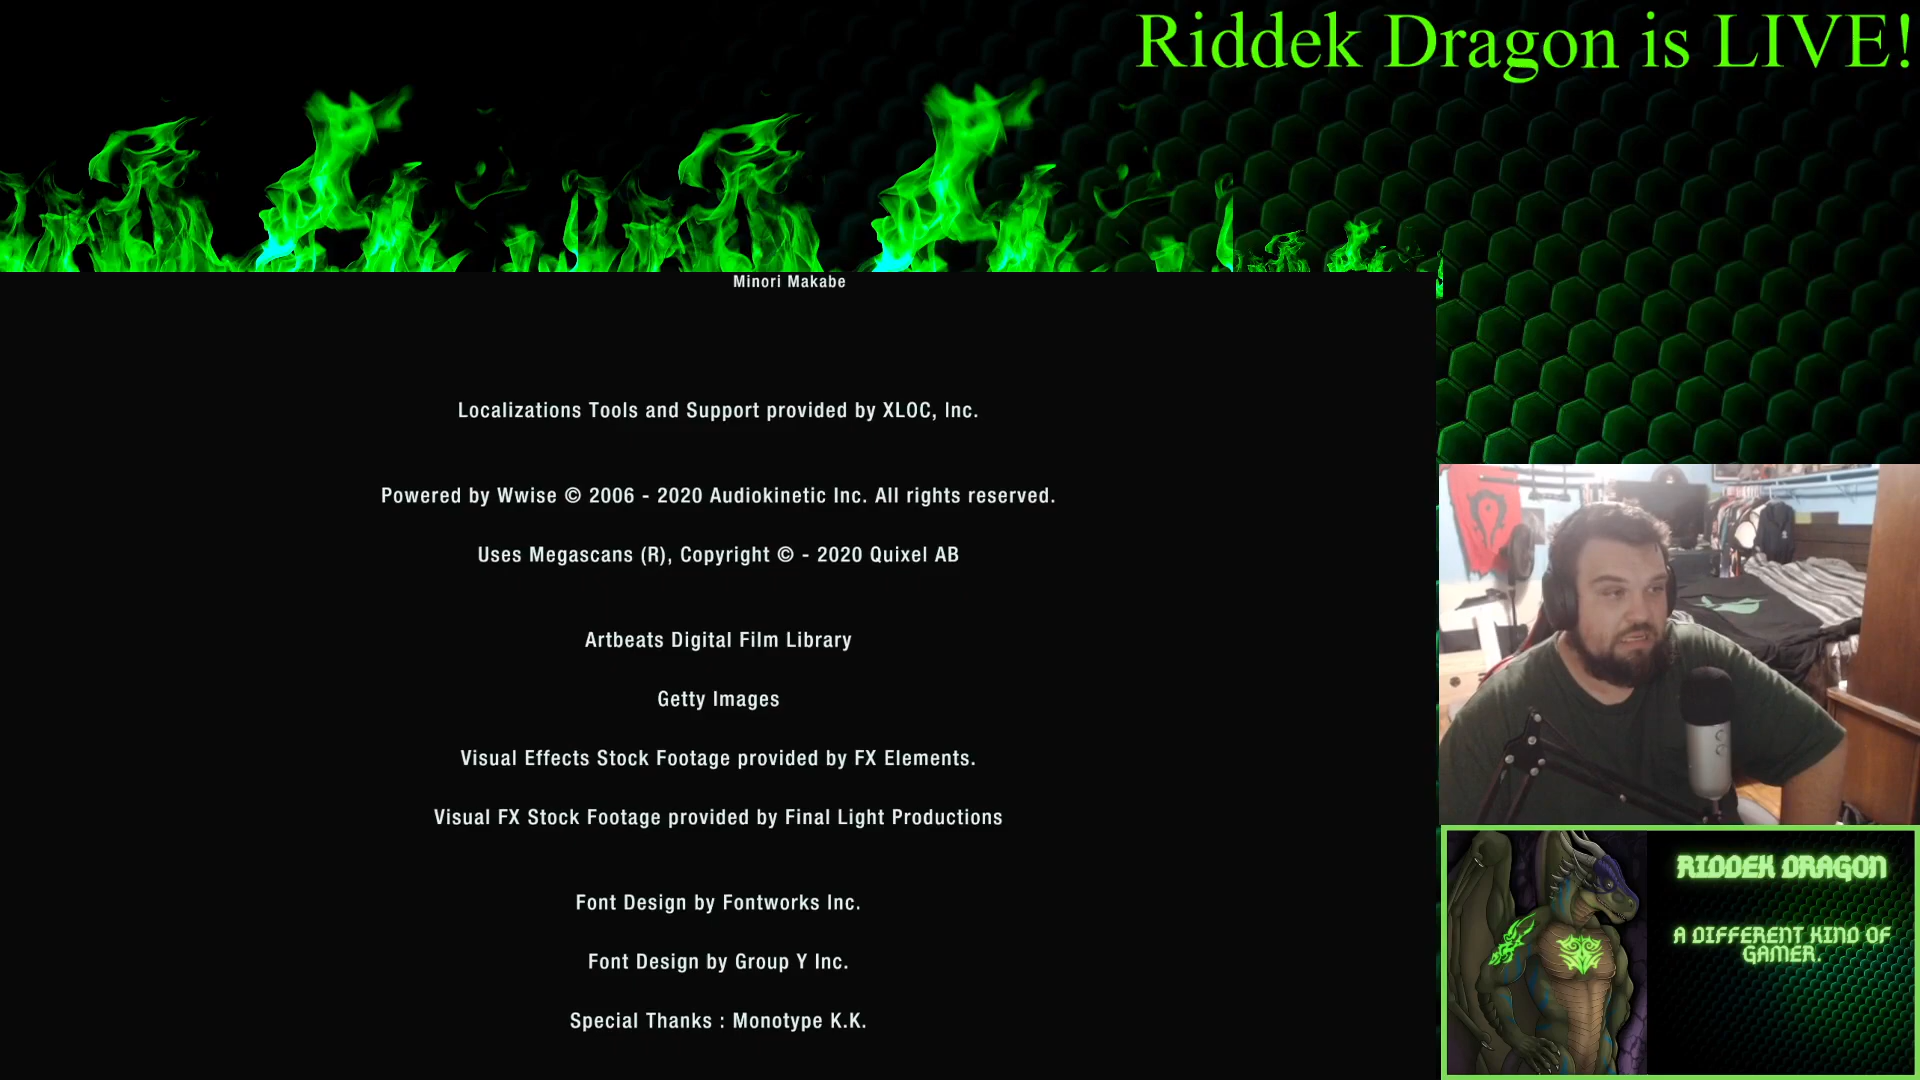 Riddek Dragon is LIVE!
Minori Makabe
Localizations Tools and Support provided by XLOC, Inc.
Powered by Wwise © 2006 - 2020 Audiokinetic Inc. All rights reserved.
Uses Megascans (R), Copyright © - 2020 Quixel AB
Artbeats Digital Film Library
Getty Images
Visual Effects Stock Footage provided by FX Elements.
Visual FX Stock Footage provided by Final Light Productions
Font Design by Fontworks Inc.
Font Design by Group Y Inc.
Special Thanks : Monotype K.K.
RIDDEK DRAGON
A DIFFERENT KIND OF
GAMER.